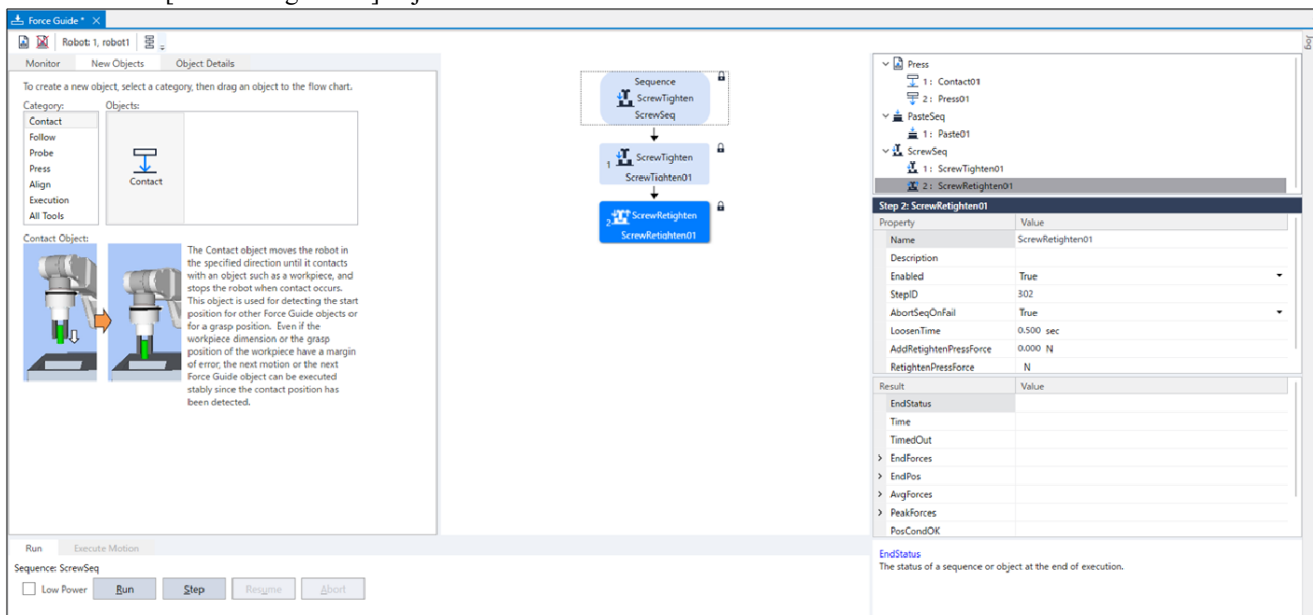 Force Guide *
Robot: 1, robot1
Jog
Monitor New Objects Object Details
To create a new object, select a category, then drag an object to the flow chart.
Category: Objects:
Contact
Follow
Probe
Press
Align
Execution
All Tools
Contact
Contact Object:
The Contact object moves the robot in
the specified direction until it contacts
with an object such as a workpiece, and
stops the robot when contact occurs.
This object is used for detecting the start
position for other Force Guide objects or
for a grasp position. Even if the
workpiece dimension or the grasp
position of the workpiece have a margin
of error, the next motion or the next
Force Guide object can be executed
stably since the contact position has
been detected.
Sequence
ScrewTighten
ScrewSeq
1 ScrewTighten
ScrewTighten01
2 ScrewRetighten
ScrewRetighten01
Press
1: Contact01
2: Press01
PasteSeq
1: Paste01
ScrewSeq
1: ScrewTighten01
2: ScrewRetighten01
Step 2: ScrewRetighten01
Property Value
Name ScrewRetighten01
Description
Enabled True
StepID 302
AbortSeqOnFail True
LoosenTime 0.500 sec
AddRetightenPressForce 0.000 N
RetightenPressForce N
Result Value
EndStatus
Time
TimedOut
EndForces
EndPos
AvgForces
PeakForces
PosCondOK
EndStatus
The status of a sequence or object at the end of execution.
Run Execute Motion
Sequence: ScrewSeq
Low Power Run Step Resume Abort